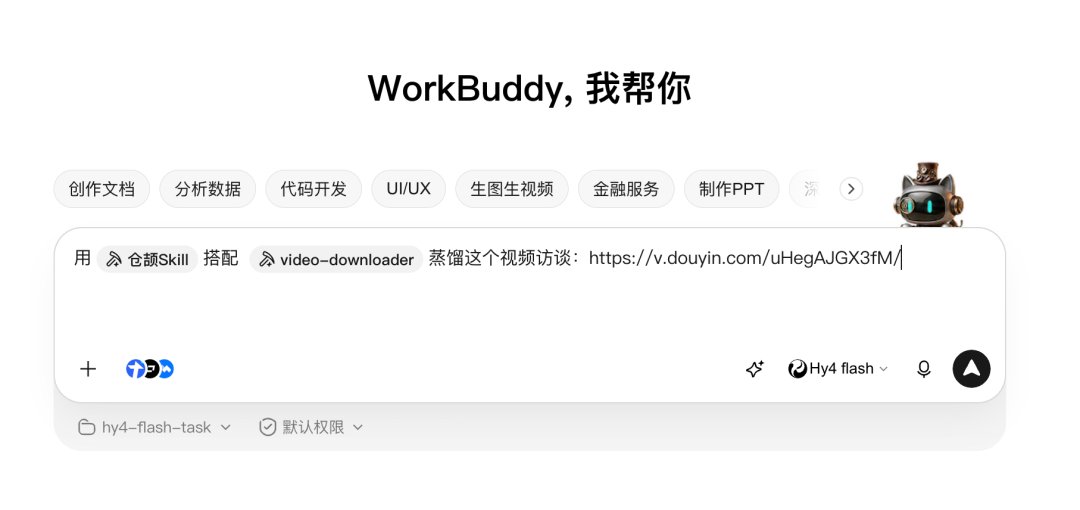 WorkBuddy, 我帮你
创作文档 分析数据 代码开发 UI/UX 生图生视频 金融服务 制作PPT 深
用 仓颉Skill 搭配 video-downloader 蒸馏这个视频访谈：https://v.douyin.com/uHegAJGX3fM/
Hy4 flash
hy4-flash-task 默认权限